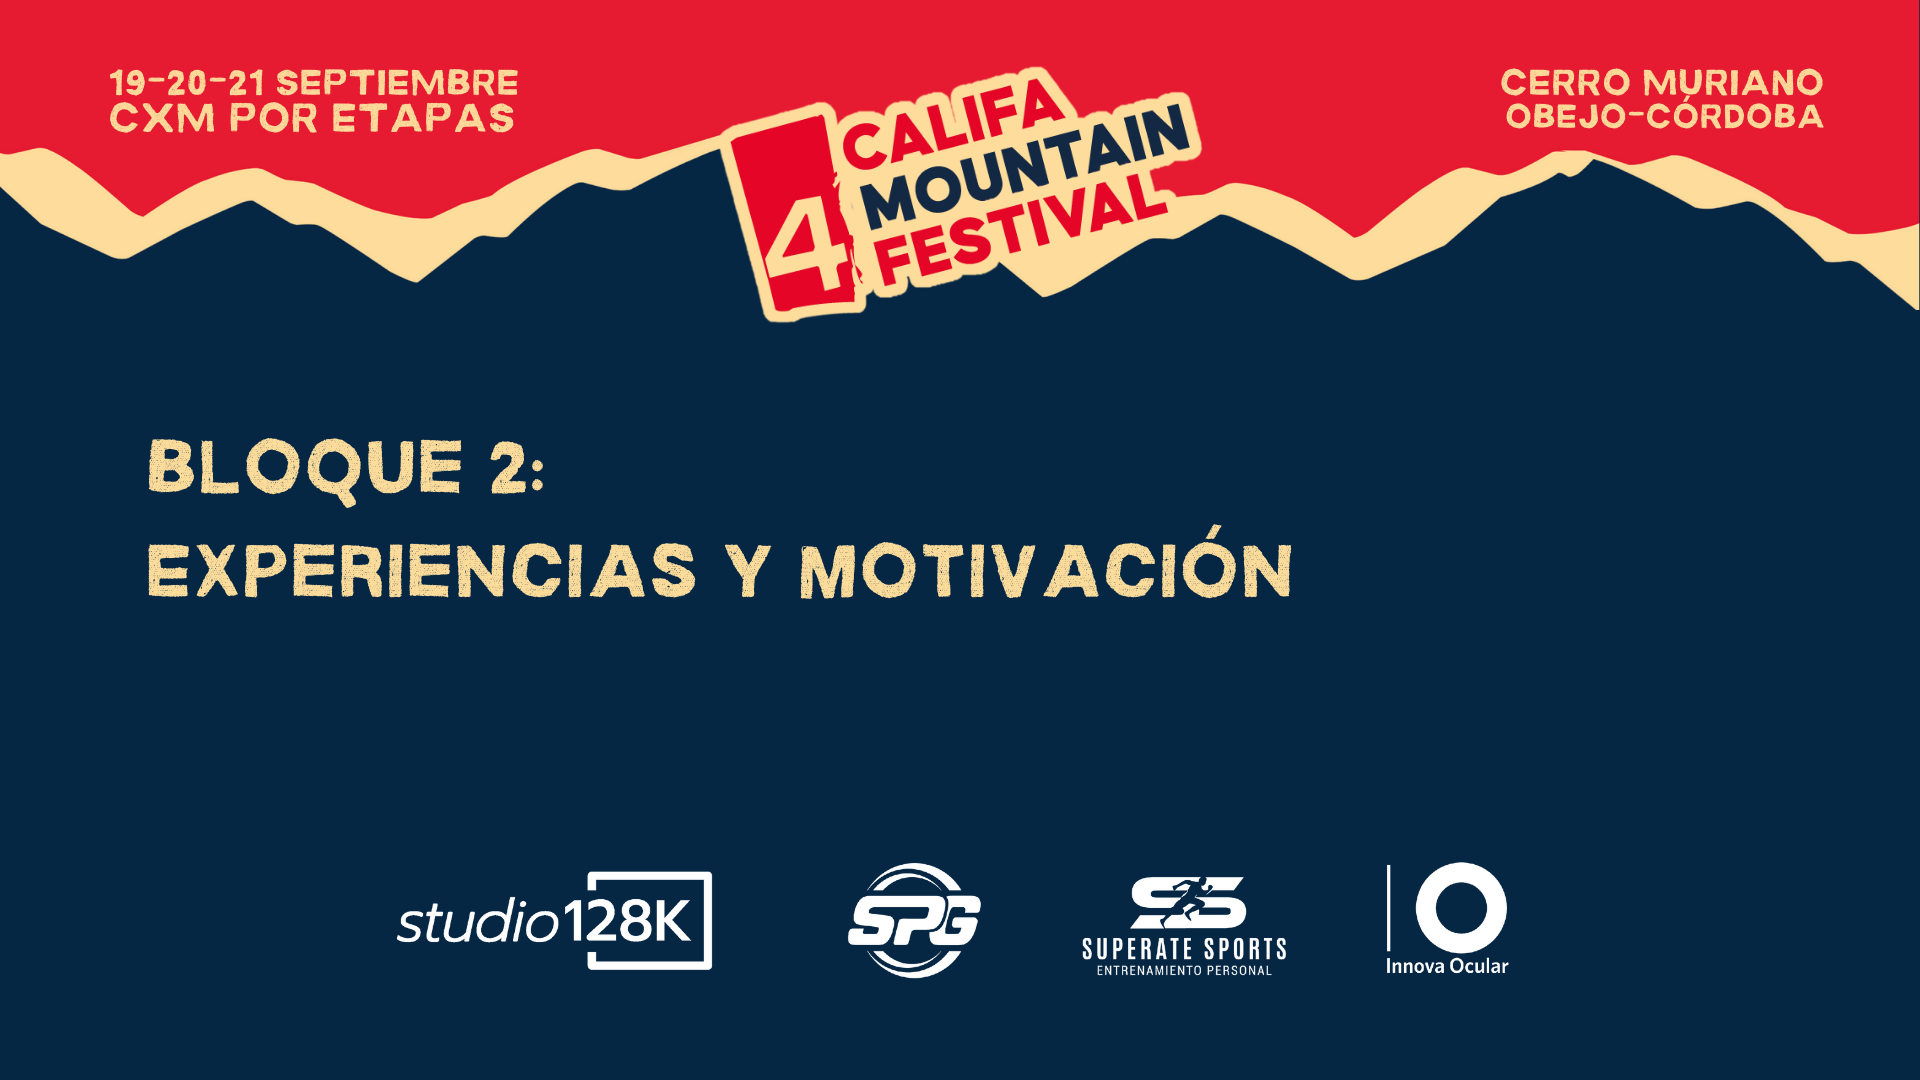 19-20-21 SEPTIEMBRE
CXM POR ETAPAS
4
CALIFA
MOUNTAIN
FESTIVAL
CERRO MURIANO
OBEJO-CÓRDOBA
BLOQUE 2:
EXPERIENCIAS Y MOTIVACIÓN
studio128K
SPG
SS
SUPERATE SPORTS
ENTRENAMIENTO PERSONAL
Innova Ocular